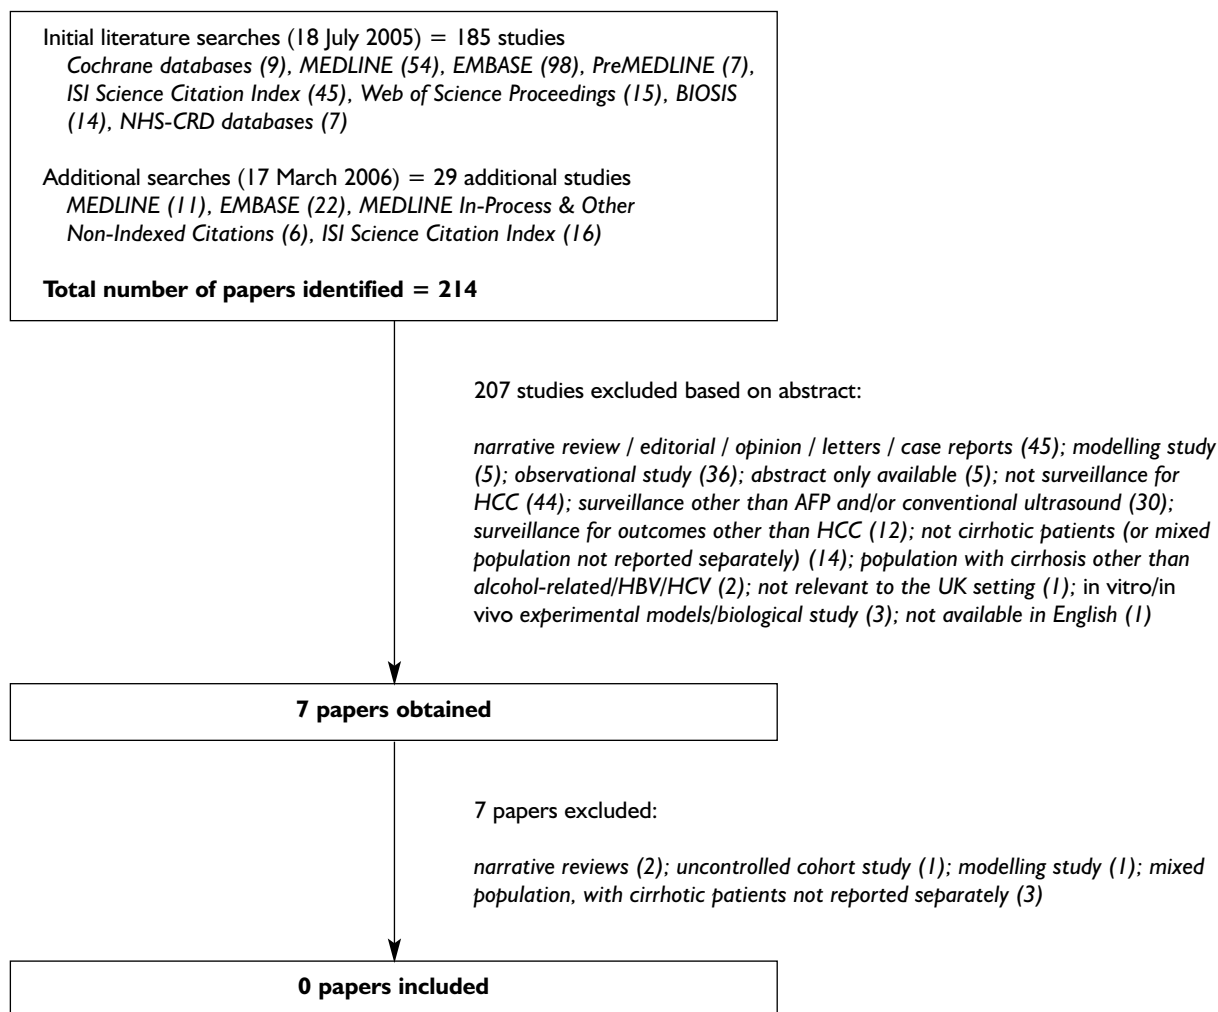 Initial literature searches (18 July 2005) = 185 studies
Cochrane databases (9), MEDLINE (54), EMBASE (98), PreMEDLINE (7),
ISI Science Citation Index (45), Web of Science Proceedings (15), BIOSIS
(14), NHS-CRD databases (7)
Additional searches (17 March 2006) = 29 additional studies
MEDLINE (11), EMBASE (22), MEDLINE In-Process & Other
Non-Indexed Citations (6), ISI Science Citation Index (16)
Total number of papers identified = 214
207 studies excluded based on abstract:
narrative review / editorial / opinion / letters / case reports (45); modelling study
(5); observational study (36); abstract only available (5); not surveillance for
HCC (44); surveillance other than AFP and/or conventional ultrasound (30);
surveillance for outcomes other than HCC (12); not cirrhotic patients (or mixed
population not reported separately) (14); population with cirrhosis other than
alcohol-related/HBV/HCV (2); not relevant to the UK setting (1); in vitro/in
vivo experimental models/biological study (3); not available in English (1)
7 papers obtained
7 papers excluded:
narrative reviews (2); uncontrolled cohort study (1); modelling study (1); mixed
population, with cirrhotic patients not reported separately (3)
0 papers included